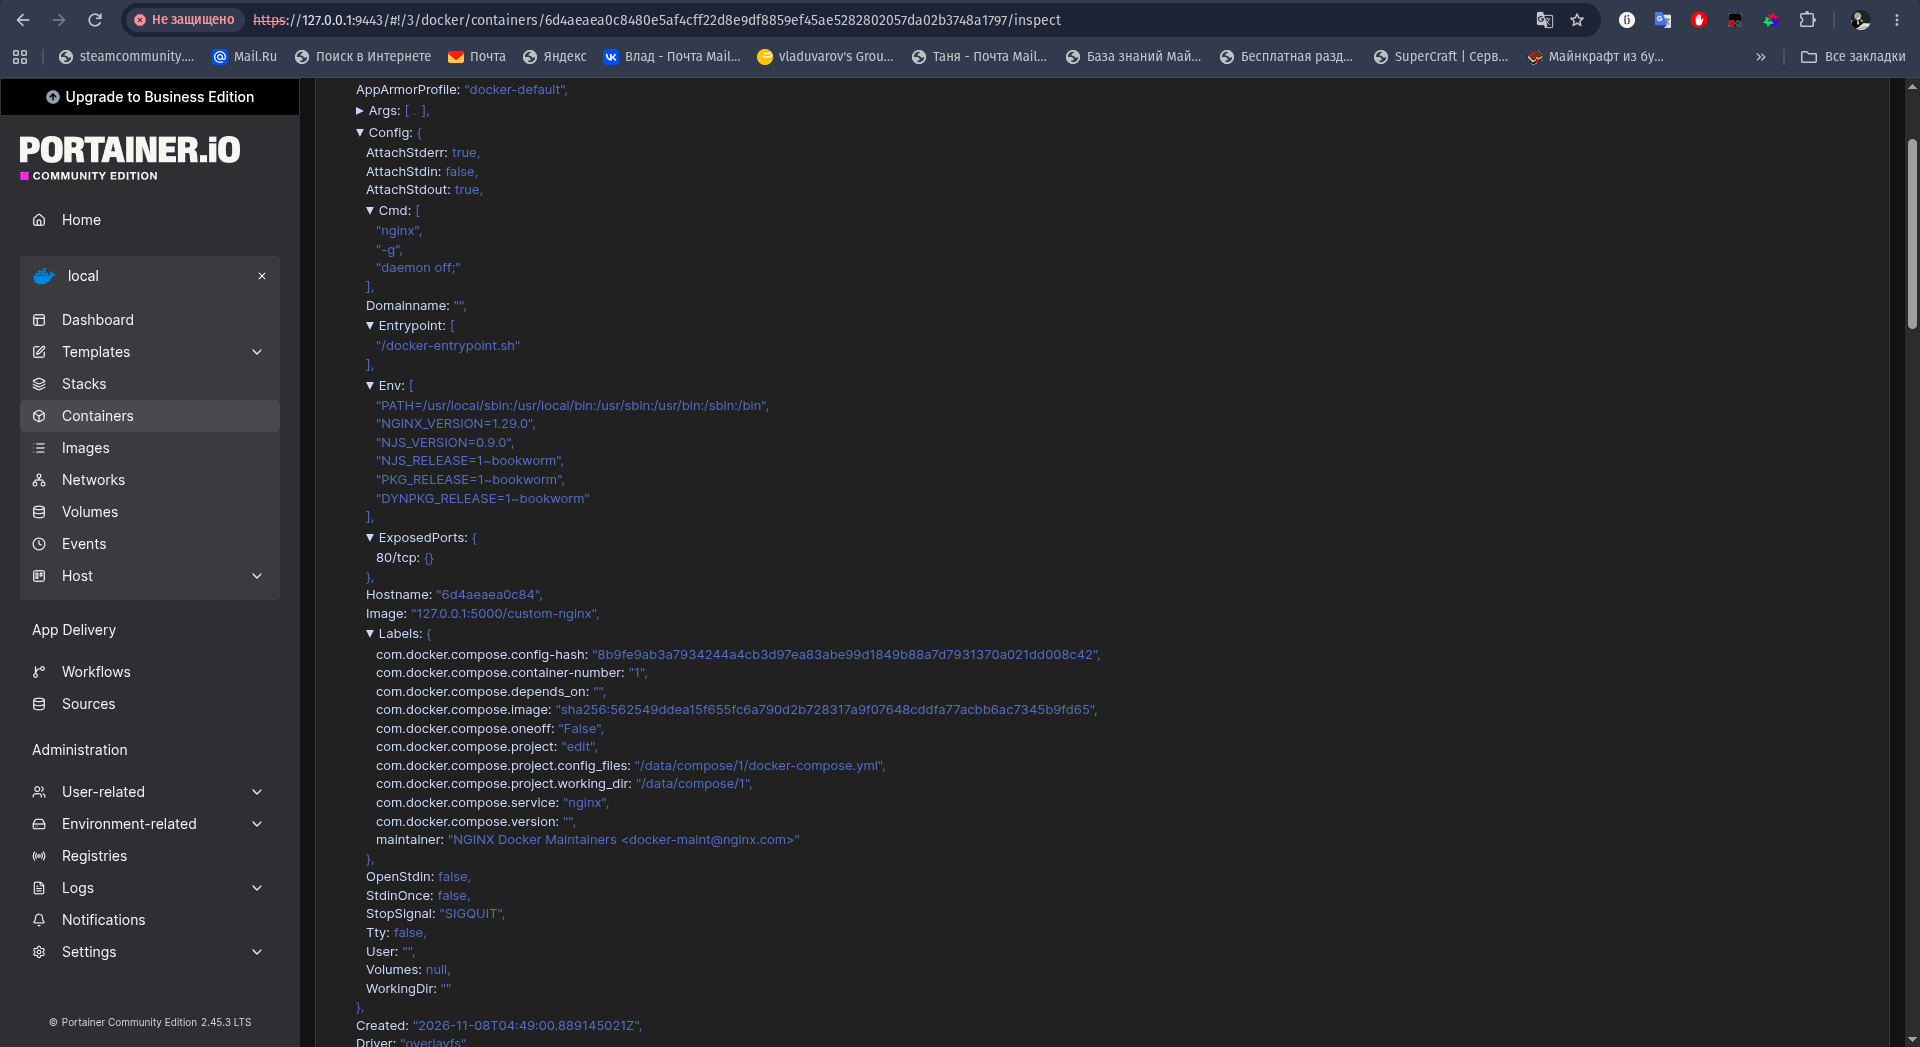 Не защищено
https://127.0.0.1:9443/#!/3/docker/containers/6d4aeaea0c8480e5af4cff22d8e9df8859ef45ae5282802057da02b3748a1797/inspect
steamcommunity....
Mail.Ru
Поиск в Интернете
Почта
Яндекс
Влад - Почта Mail...
vladuvarov's Grou...
Таня - Почта Mail...
База знаний Май...
Бесплатная разд...
SuperCraft | Серв...
Майнкрафт из бу...
»
Все закладки
Upgrade to Business Edition
PORTAINER.iO
COMMUNITY EDITION
Home
local
Dashboard
Templates
Stacks
Containers
Images
Networks
Volumes
Events
Host
App Delivery
Workflows
Sources
Administration
User-related
Environment-related
Registries
Logs
Notifications
Settings
© Portainer Community Edition 2.45.3 LTS
AppArmorProfile: "docker-default",
Args: [... ],
Config: {
AttachStderr: true,
AttachStdin: false,
AttachStdout: true,
Cmd: [
"nginx",
"-g",
"daemon off;"
],
Domainname: "",
Entrypoint: [
"/docker-entrypoint.sh"
],
Env: [
"PATH=/usr/local/sbin:/usr/local/bin:/usr/sbin:/usr/bin:/sbin:/bin",
"NGINX_VERSION=1.29.0",
"NJS_VERSION=0.9.0",
"NJS_RELEASE=1~bookworm",
"PKG_RELEASE=1~bookworm",
"DYNPKG_RELEASE=1~bookworm"
],
ExposedPorts: {
80/tcp: {}
},
Hostname: "6d4aeaea0c84",
Image: "127.0.0.1:5000/custom-nginx",
Labels: {
com.docker.compose.config-hash: "8b9fe9ab3a7934244a4cb3d97ea83abe99d1849b88a7d7931370a021dd008c42",
com.docker.compose.container-number: "1",
com.docker.compose.depends_on: "",
com.docker.compose.image: "sha256:562549ddea15f655fc6a790d2b728317a9f07648cddfa77acbb6ac7345b9fd65",
com.docker.compose.oneoff: "False",
com.docker.compose.project: "edit",
com.docker.compose.project.config_files: "/data/compose/1/docker-compose.yml",
com.docker.compose.project.working_dir: "/data/compose/1",
com.docker.compose.service: "nginx",
com.docker.compose.version: "",
maintainer: "NGINX Docker Maintainers <docker-maint@nginx.com>"
},
OpenStdin: false,
StdinOnce: false,
StopSignal: "SIGQUIT",
Tty: false,
User: "",
Volumes: null,
WorkingDir: ""
},
Created: "2026-11-08T04:49:00.889145021Z",
Driver: "overlayfs",